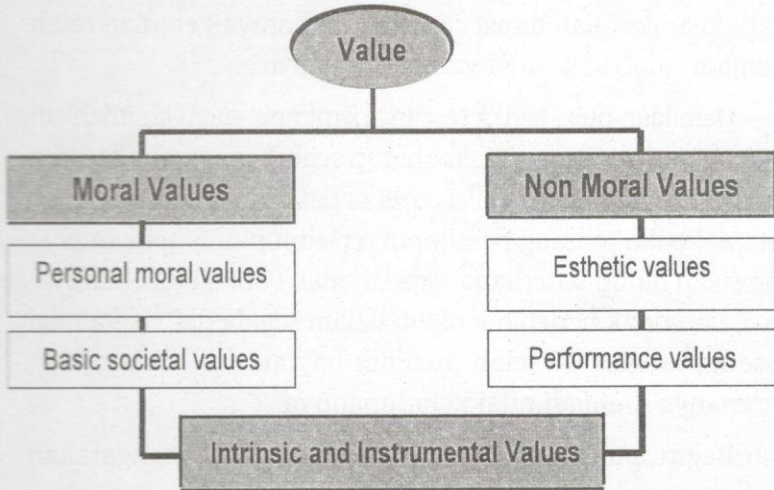 Value
Moral Values
Non Moral Values
Personal moral values
Esthetic values
Basic societal values
Performance values
Intrinsic and Instrumental Values